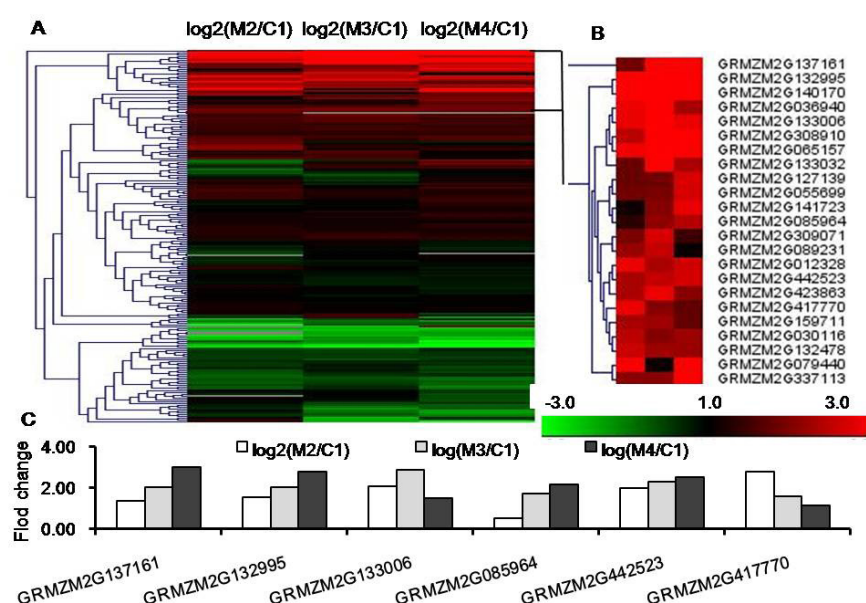 A
log2(M2/C1) log2(M3/C1) log2(M4/C1)
B
GRMZM2G137161
GRMZM2G132995
GRMZM2G140170
GRMZM2G036940
GRMZM2G133006
GRMZM2G308910
GRMZM2G065157
GRMZM2G133032
GRMZM2G127139
GRMZM2G055699
GRMZM2G141723
GRMZM2G085964
GRMZM2G309071
GRMZM2G089231
GRMZM2G012328
GRMZM2G442523
GRMZM2G423863
GRMZM2G417770
GRMZM2G159711
GRMZM2G030116
GRMZM2G132478
GRMZM2G079440
GRMZM2G337113
-3.0 1.0 3.0
C
4.00
2.00
0.00
Flod change
log2(M2/C1) log(M3/C1) log(M4/C1)
GRMZM2G137161
GRMZM2G132995
GRMZM2G133006
GRMZM2G085964
GRMZM2G442523
GRMZM2G417770